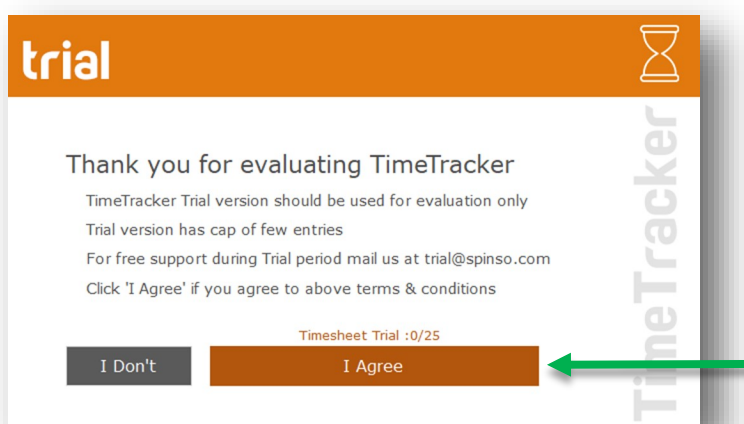 trial
Thank you for evaluating TimeTracker
TimeTracker Trial version should be used for evaluation only
Trial version has cap of few entries
For free support during Trial period mail us at trial@spinso.com
Click 'I Agree' if you agree to above terms & conditions
Timesheet Trial :0/25
I Don't
I Agree
TimeTracker